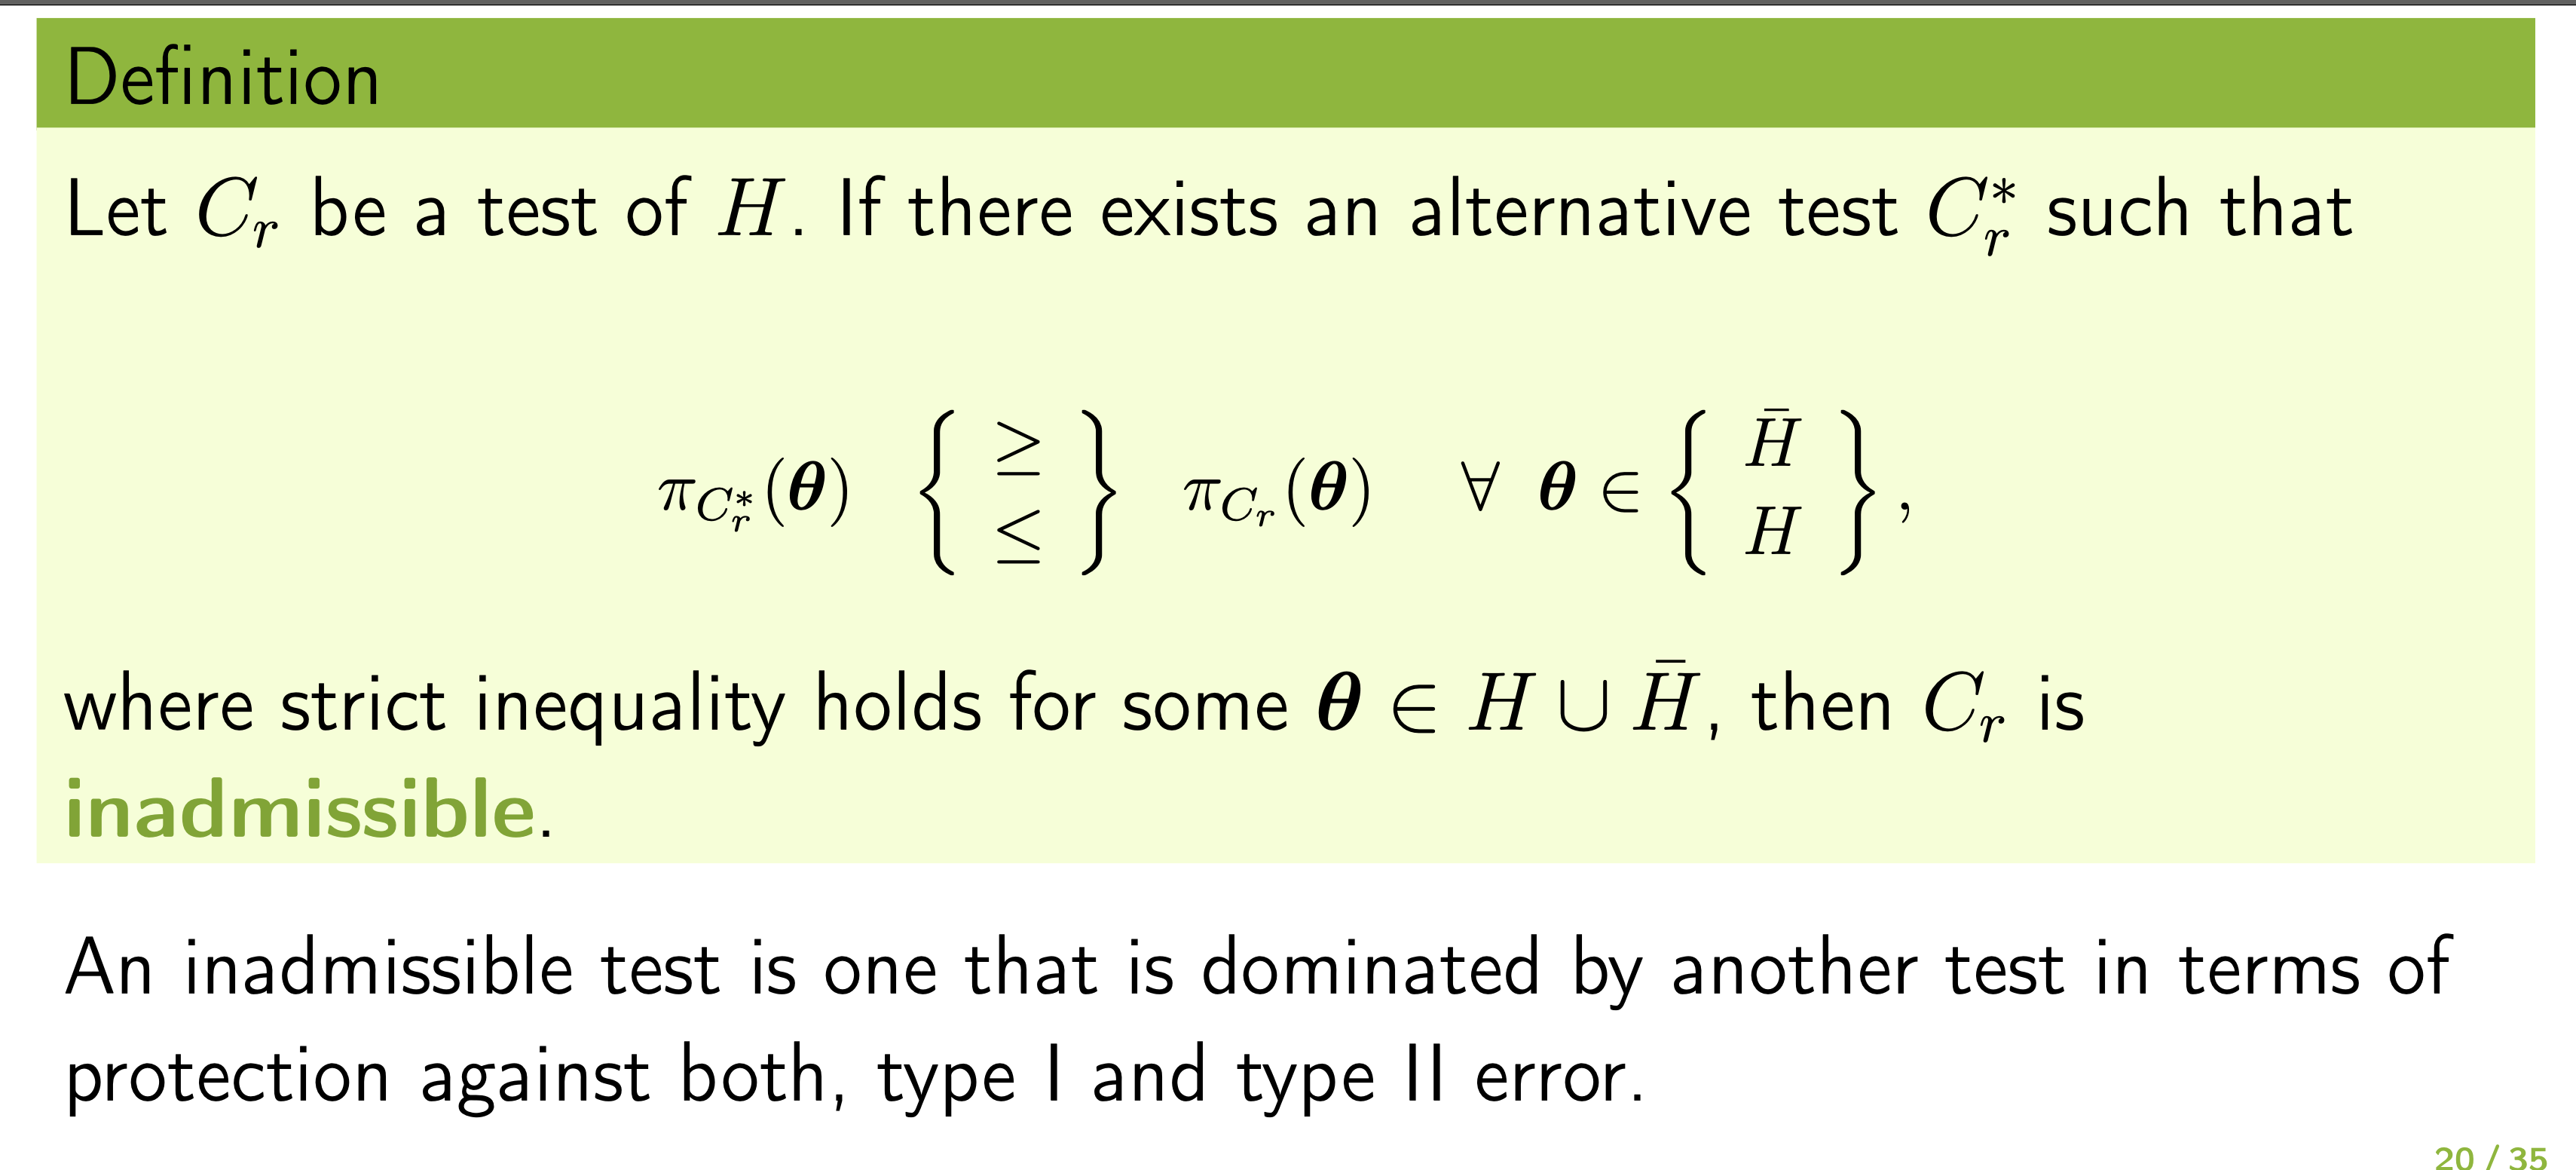 Definition
Let $C_r$ be a test of $H$. If there exists an alternative test $C_r^*$ such that
$\pi_{C_r^*}(\boldsymbol{\theta}) \quad \left\{ \begin{array}{c} \geq \\ \leq \end{array} \right\} \quad \pi_{C_r}(\boldsymbol{\theta}) \quad \forall \ \boldsymbol{\theta} \in \left\{ \begin{array}{c} \bar{H} \\ H \end{array} \right\},$
where strict inequality holds for some $\boldsymbol{\theta} \in H \cup \bar{H}$, then $C_r$ is
inadmissible.
An inadmissible test is one that is dominated by another test in terms of
protection against both, type I and type II error.
20 / 35